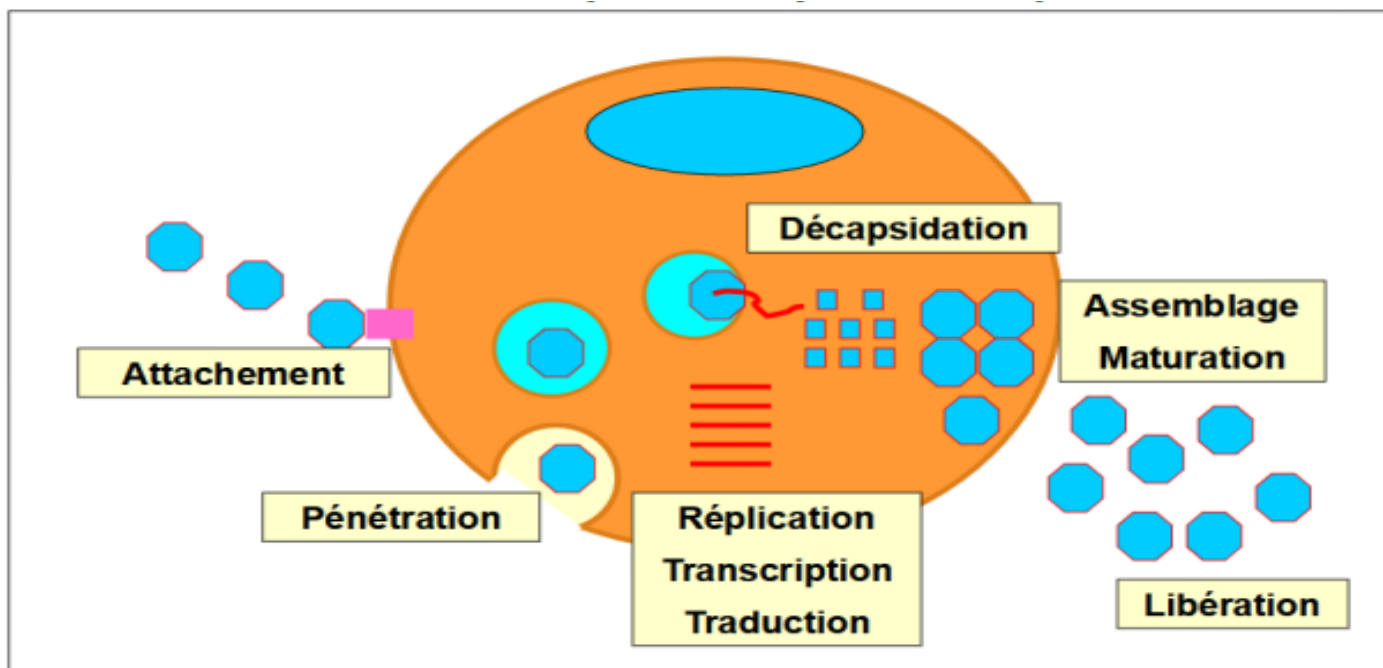 Décapsidation
Assemblage
Maturation
Attachement
Pénétration
Réplication
Transcription
Traduction
Libération